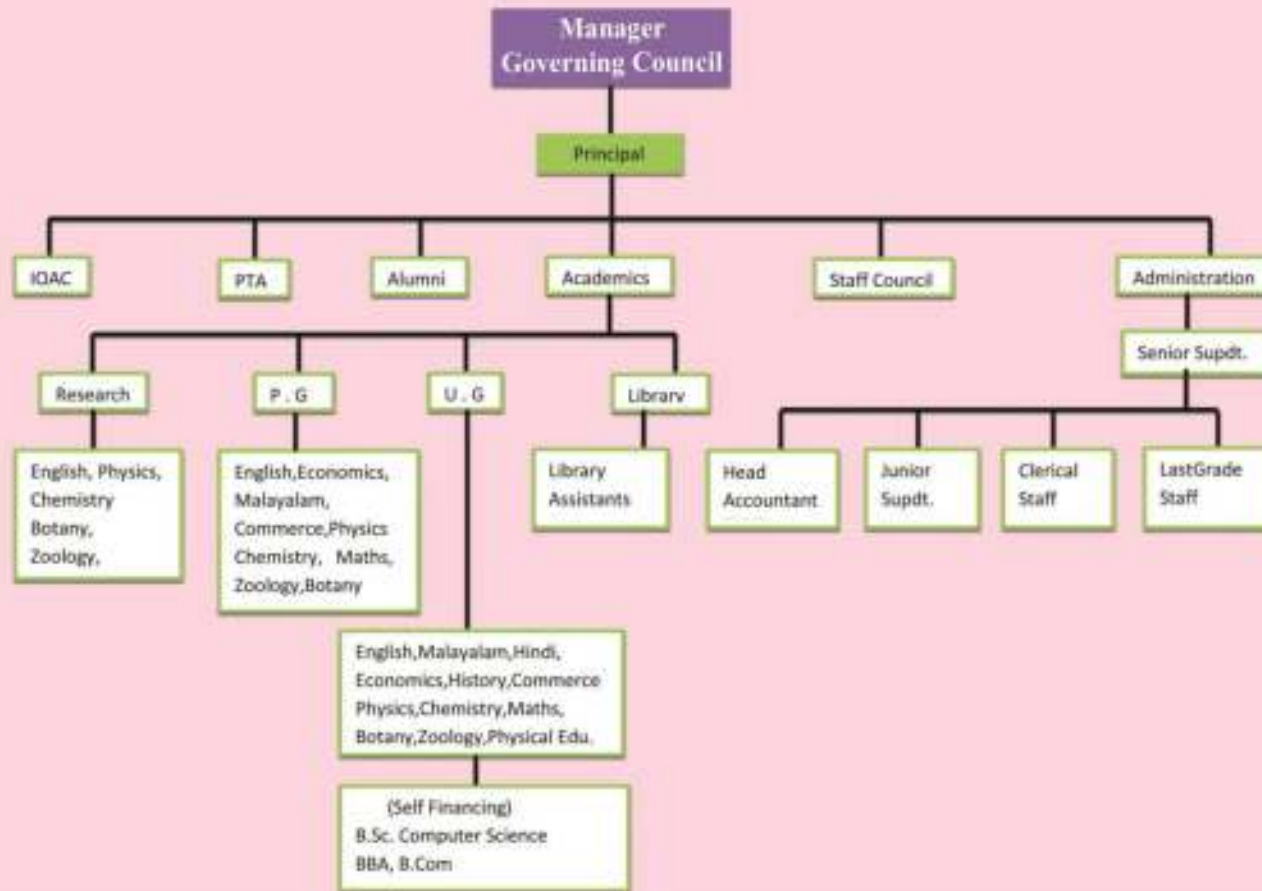 Manager
Governing Council
Principal
IQAC
PTA
Alumni
Academics
Staff Council
Administration
Senior Supdt.
Research
P . G
U . G
Library
English, Physics,
Chemistry
Botany,
Zoology,
English,Economics,
Malayalam,
Commerce,Physics
Chemistry, Maths,
Zoology,Botany
Library
Assistants
Head
Accountant
Junior
Supdt.
Clerical
Staff
LastGrade
Staff
English,Malayalam,Hindi,
Economics,History,Commerce
Physics,Chemistry,Maths,
Botany,Zoology,Physical Edu.
(Self Financing)
B.Sc. Computer Science
BBA, B.Com